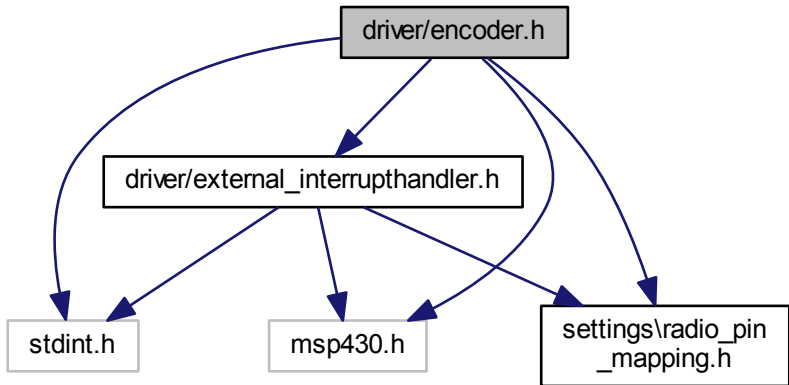 driver/encoder.h
driver/external_interrupthandler.h
stdint.h
msp430.h
settings\radio_pin
_mapping.h